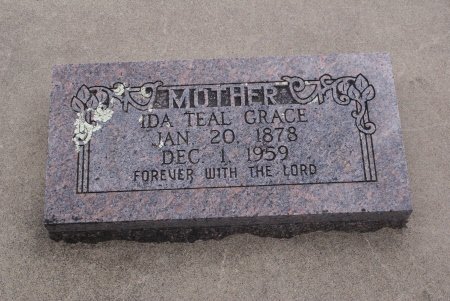 MOTHER
IDA TEAL GRACE
JAN. 20, 1878
DEC. 1, 1959
FOREVER WITH THE LORD